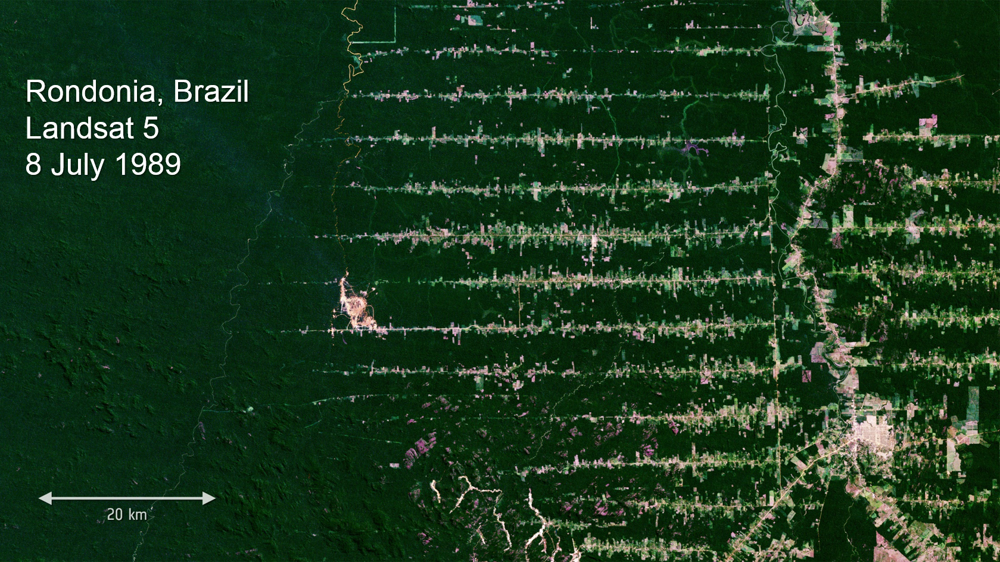 Rondonia, Brazil
Landsat 5
8 July 1989
20 km